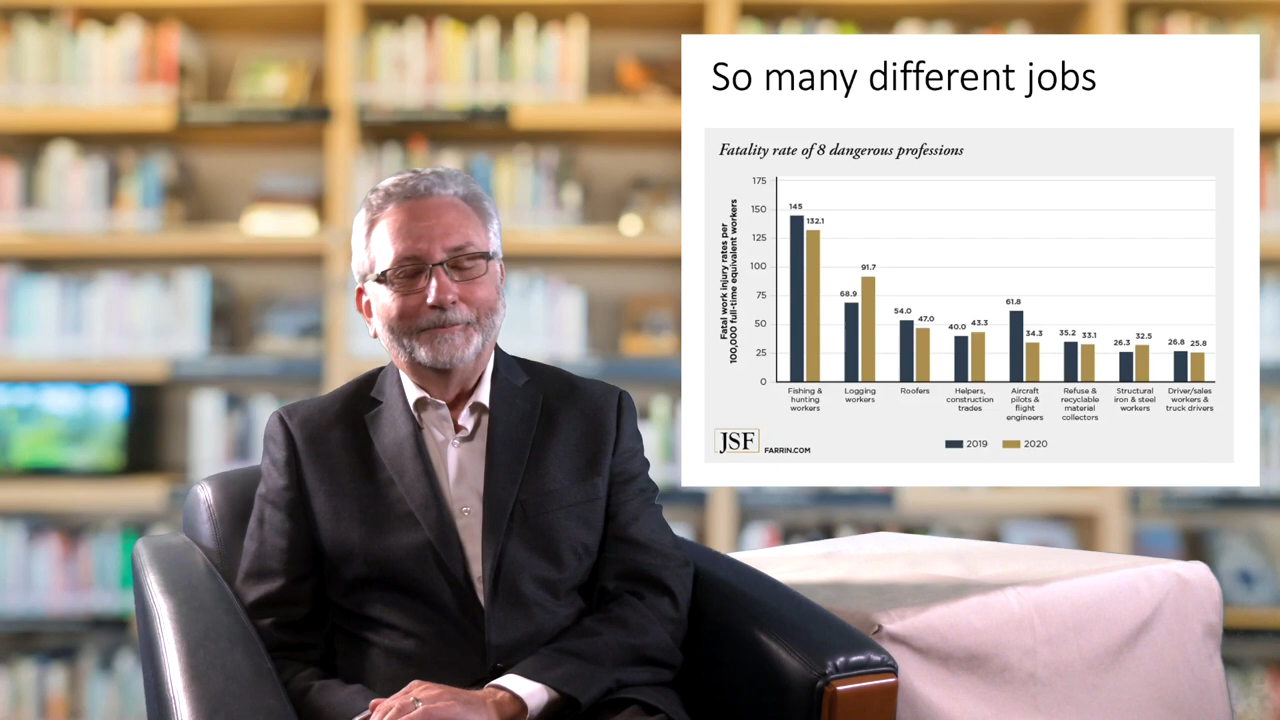 So many different jobs
Fatality rate of 8 dangerous professions
Fatal work injury rates per
100,000 full-time equivalent workers
175
150
125
100
75
50
25
0
145
132.1
68.9
91.7
54.0
47.0
40.0
43.3
61.8
34.3
35.2
33.1
26.3
32.5
26.8
25.8
Fishing &
hunting
workers
Logging
workers
Roofers
Helpers,
construction
trades
Aircraft
pilots &
flight
engineers
Refuse &
recyclable
material
collectors
Structural
iron & steel
workers
Driver/sales
workers &
truck drivers
JSF
FARRIN.COM
2019
2020